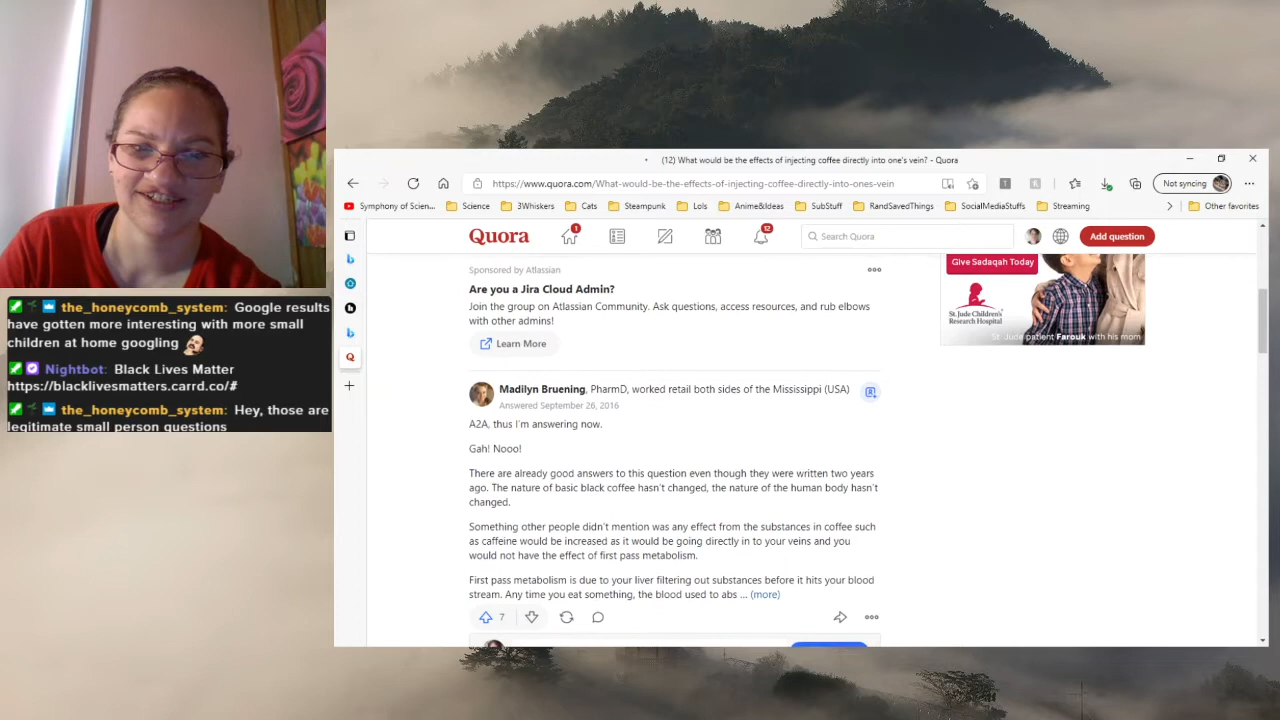 (12) What would be the effects of injecting coffee directly into one's vein? - Quora
https://www.quora.com/What-would-be-the-effects-of-injecting-coffee-directly-into-ones-vein
Not syncing
Symphony of Scien...
Science
3Whiskers
Cats
Steampunk
Lols
Anime&Ideas
SubStuff
RandSavedThings
SocialMediaStuffs
Streaming
Other favorites
Quora
1
12
Search Quora
Add question
Sponsored by Atlassian
Are you a Jira Cloud Admin?
Join the group on Atlassian Community. Ask questions, access resources, and rub elbows
with other admins!
Learn More
Give Sadaqah Today
St. Jude Children's
Research Hospital
St. Jude patient Farouk with his mom
Madilyn Bruening, PharmD, worked retail both sides of the Mississippi (USA)
Answered September 26, 2016
A2A, thus I'm answering now.
Gah! Nooo!
There are already good answers to this question even though they were written two years
ago. The nature of basic black coffee hasn't changed, the nature of the human body hasn't
changed.
Something other people didn't mention was any effect from the substances in coffee such
as caffeine would be increased as it would be going directly in to your veins and you
would not have the effect of first pass metabolism.
First pass metabolism is due to your liver filtering out substances before it hits your blood
stream. Any time you eat something, the blood used to abs ... (more)
7
the_honeycomb_system: Google results
have gotten more interesting with more small
children at home googling
Nightbot: Black Lives Matter
https://blacklivesmatters.carrd.co/#
the_honeycomb_system: Hey, those are
legitimate small person questions